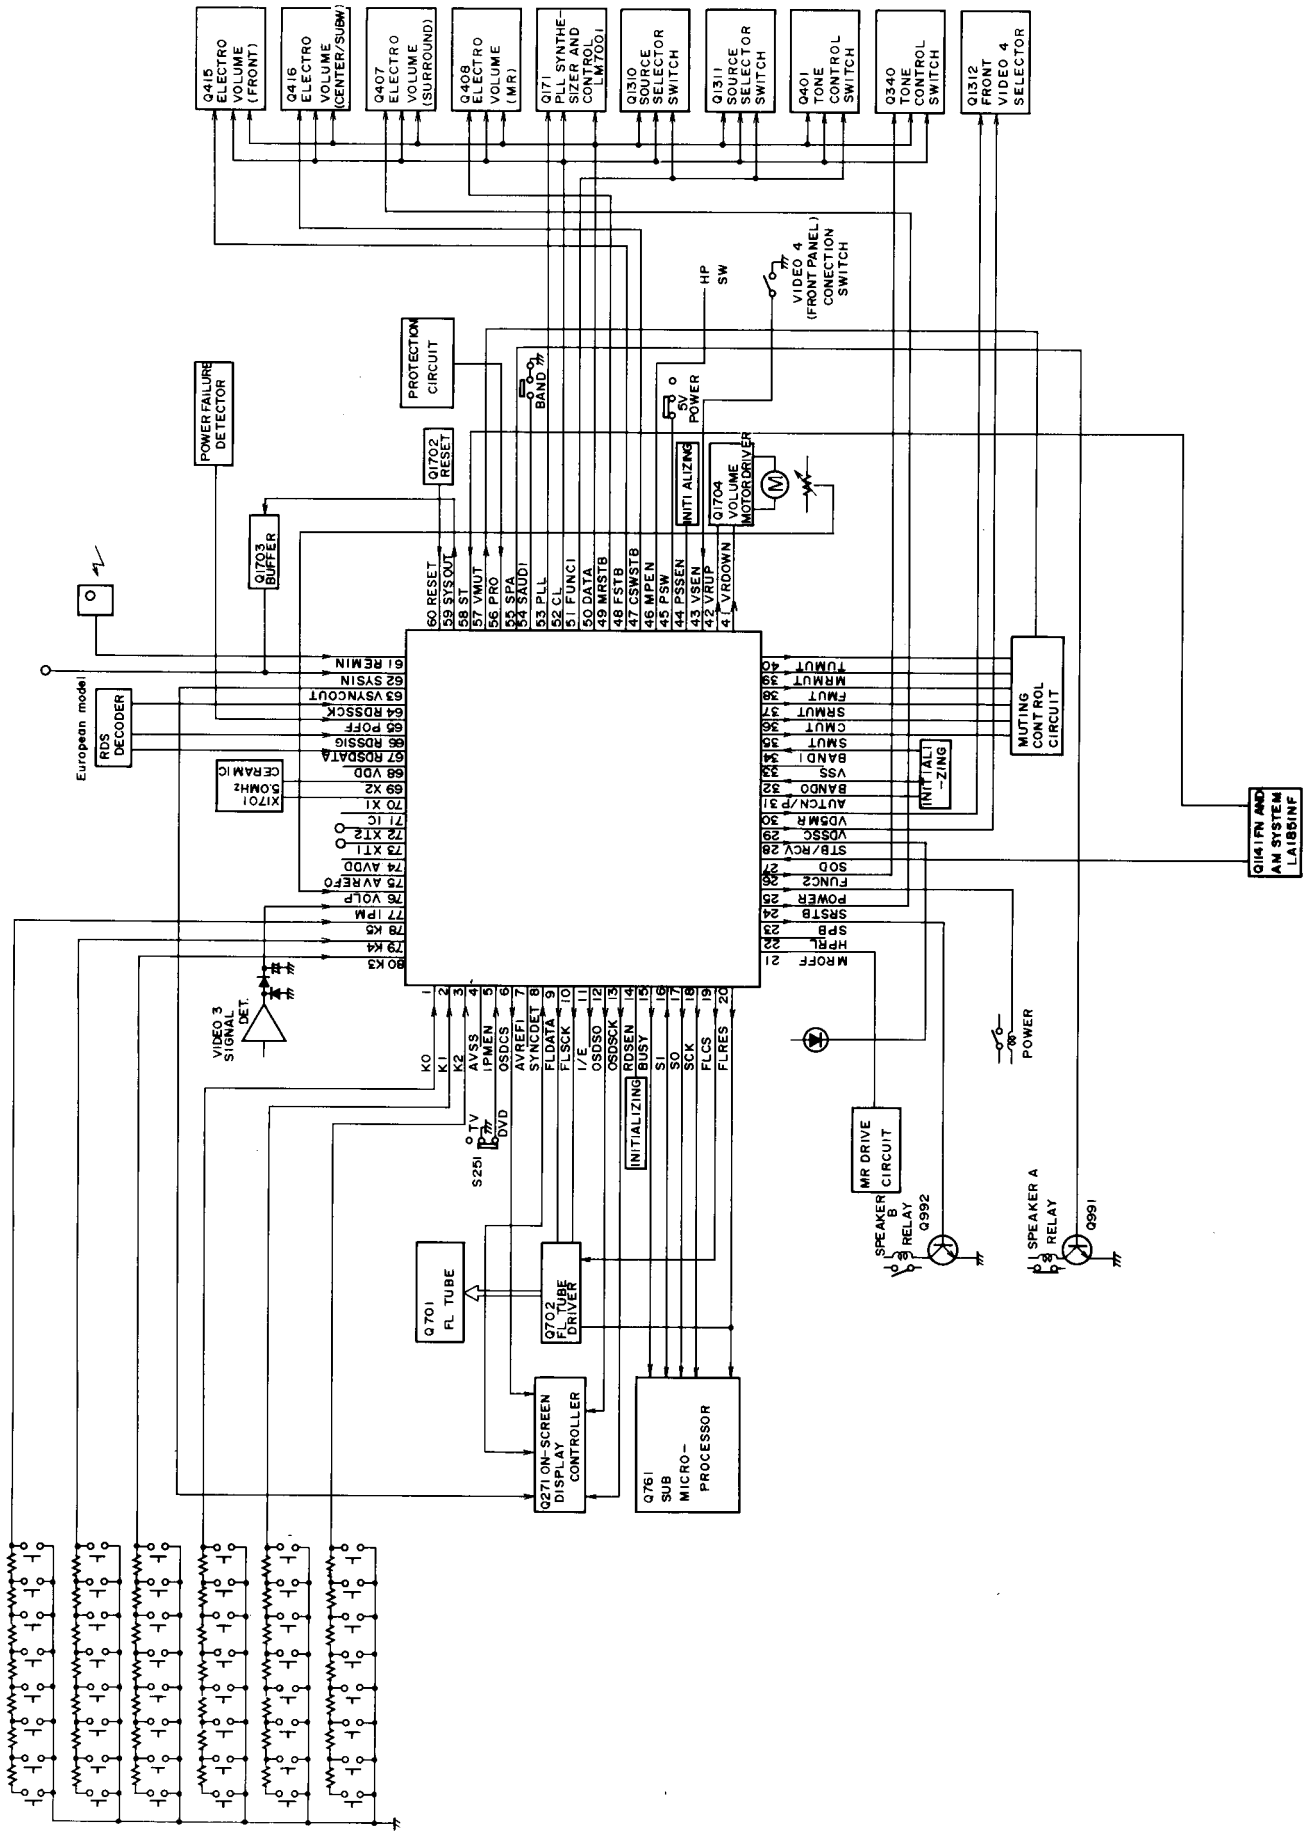 Q415
ELECTRO
VOLUME
(FRONT)
Q416
ELECTRO
VOLUME
(CENTER/SUBW)
Q407
ELECTRO
VOLUME
(SURROUND)
Q408
ELECTRO
VOLUME
(MR)
Q171
PLL SYNTHE-
SIZER AND
CONTROL
LM7001
Q1310
SOURCE
SELECTOR
SWITCH
Q1311
SOURCE
SELECTOR
SWITCH
Q401
TONE
CONTROL
SWITCH
Q340
TONE
CONTROL
SWITCH
Q1312
FRONT
VIDEO 4
SELECTOR
HP
SW
VIDEO 4
(FRONT PANEL)
CONECTION
SWITCH
PROTECTION
CIRCUIT
POWER FAILURE
DETECTOR
Q1702
RESET
BAND
5V
POWER
INITIALIZING
Q1704
VOLUME
MOTORDRIVER
M
Q1703
BUFFER
European model
RDS
DECODER
X1701
5.0MHz
CERAMIC
60 RESET
59 SYSOUT
58 ST
57 VMUT
56 PRO
55 SPA
54 SAUDI
53 PLL
52 CL
51 FUNC1
50 DATA
49 MRSTB
48 FSTB
47 CSWSTB
46 MPEN
45 PSW
44 PSSEN
43 VSEN
42 VRUP
41 VRDOWN
61 REMIN
62 SYSIN
63 VSYNCOUT
64 RDSSCK
65 POFF
66 RDSSIG
67 RDSDATA
68 VDD
69 X2
70 X1
71 IC
72 XT2
73 XT1
74 AVDD
75 AVREFO
76 VOLP
77 IPM
78 K5
79 K4
80 K3
40 TUMUT
39 MRMUT
38 FMUT
37 SRMUT
36 CMUT
35 SMUT
34 BAND1
33 VSS
32 BANDO
31 AUTCN/P
30 VD5MR
29 VDSSC
28 STB/RCV
27 SOD
26 FUNC2
25 POWER
24 SRSTB
23 SPB
22 HPRL
21 MROFF
MUTING
CONTROL
CIRCUIT
INITIALI
-ZING
Q1141 FN AND
AM SYSTEM
LA1851NF
VIDEO 3
SIGNAL
DET.
1 K0
2 K1
3 K2
4 AVSS
5 IPMEN
6 OSDCS
7 AVREF1
8 SYNCDET
9 FLDATA
10 FLSCK
11 I/E
12 OSDSO
13 OSDSCK
14 RDSEN
15 BUSY
16 SI
17 SO
18 SCK
19 FLCS
20 FLRES
TV
S251
DVD
INITIALIZING
POWER
MR DRIVE
CIRCUIT
SPEAKER
B
RELAY
Q992
SPEAKER A
RELAY
Q991
Q701
FL TUBE
Q702
FL TUBE
DRIVER
Q271 ON-SCREEN
DISPLAY
CONTROLLER
Q761
SUB
MICRO-
PROCESSOR